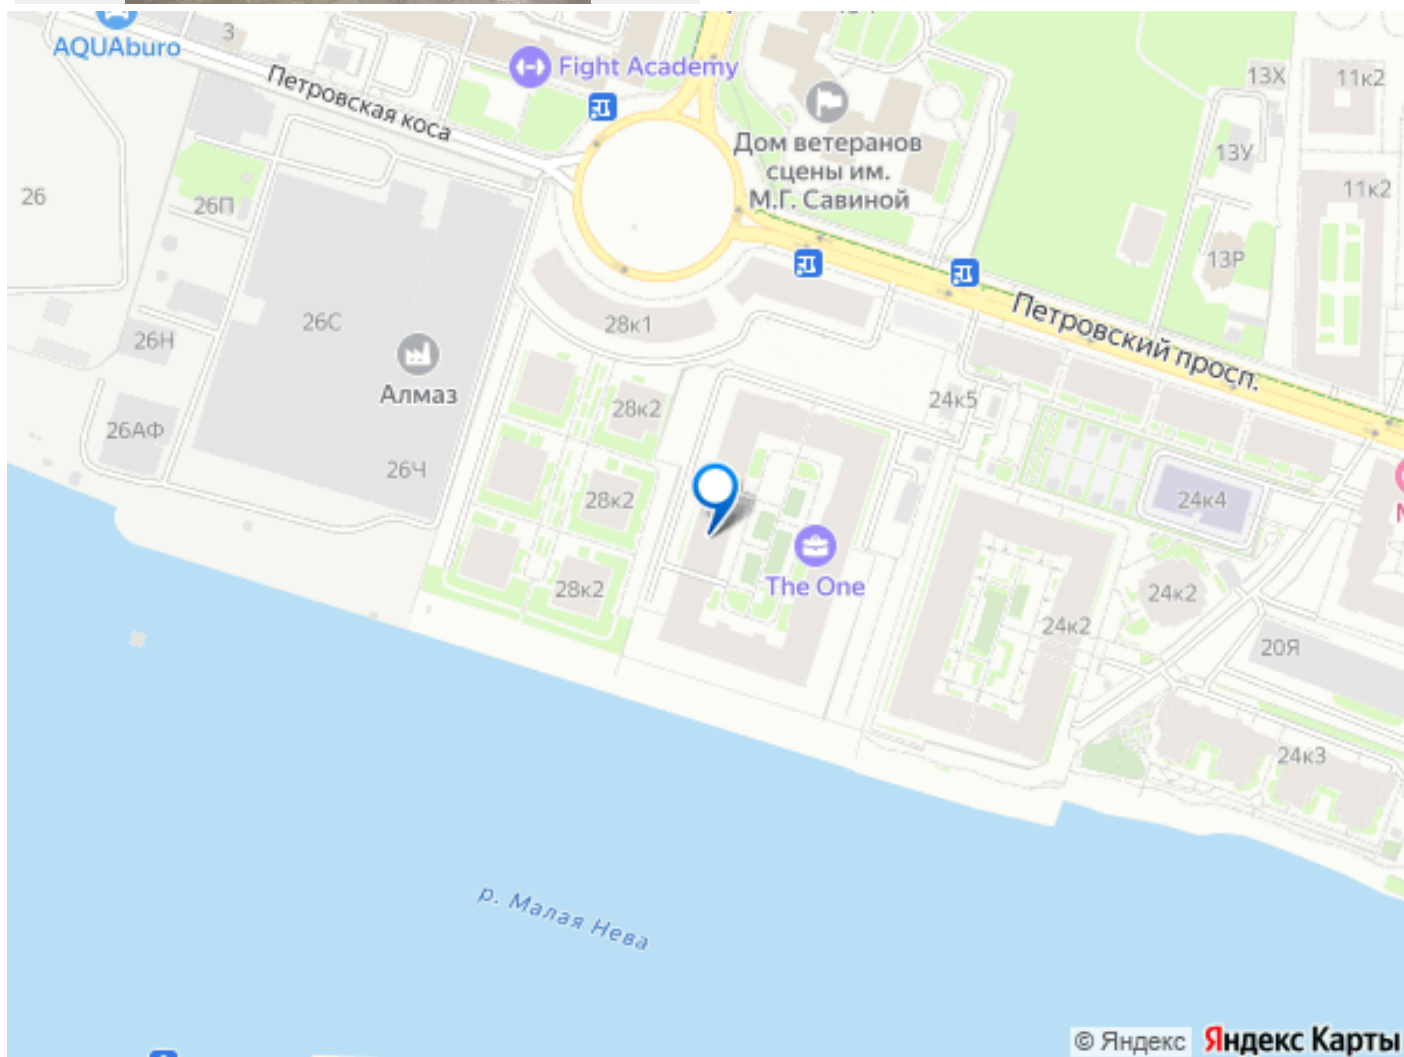 AQUAburo
3
Петровская коса
Fight Academy
Дом ветеранов
сцены им.
М.Г. Савиной
13Х
11к2
13У
11к2
13Р
26
26П
26С
26Н
Алмаз
26АФ
26Ч
28к1
Петровский просп.
28к2
24к5
28к2
24к4
The One
28к2
24к2
24к2
20Я
24к3
р. Малая Нева
© Яндекс Яндекс Карты